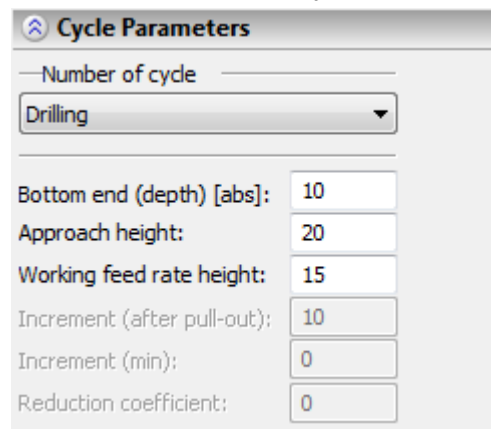 Cycle Parameters
Number of cycle
Drilling
Bottom end (depth) [abs]: 10
Approach height: 20
Working feed rate height: 15
Increment (after pull-out): 10
Increment (min): 0
Reduction coefficient: 0